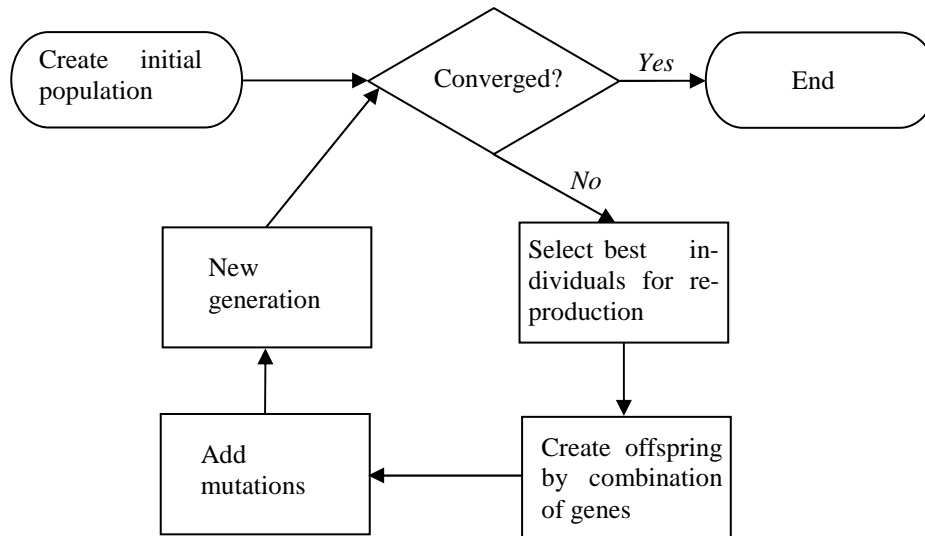 Create initial
population
Converged?
Yes
End
No
Select best in-
dividuals for re-
production
Create offspring
by combination
of genes
Add
mutations
New
generation